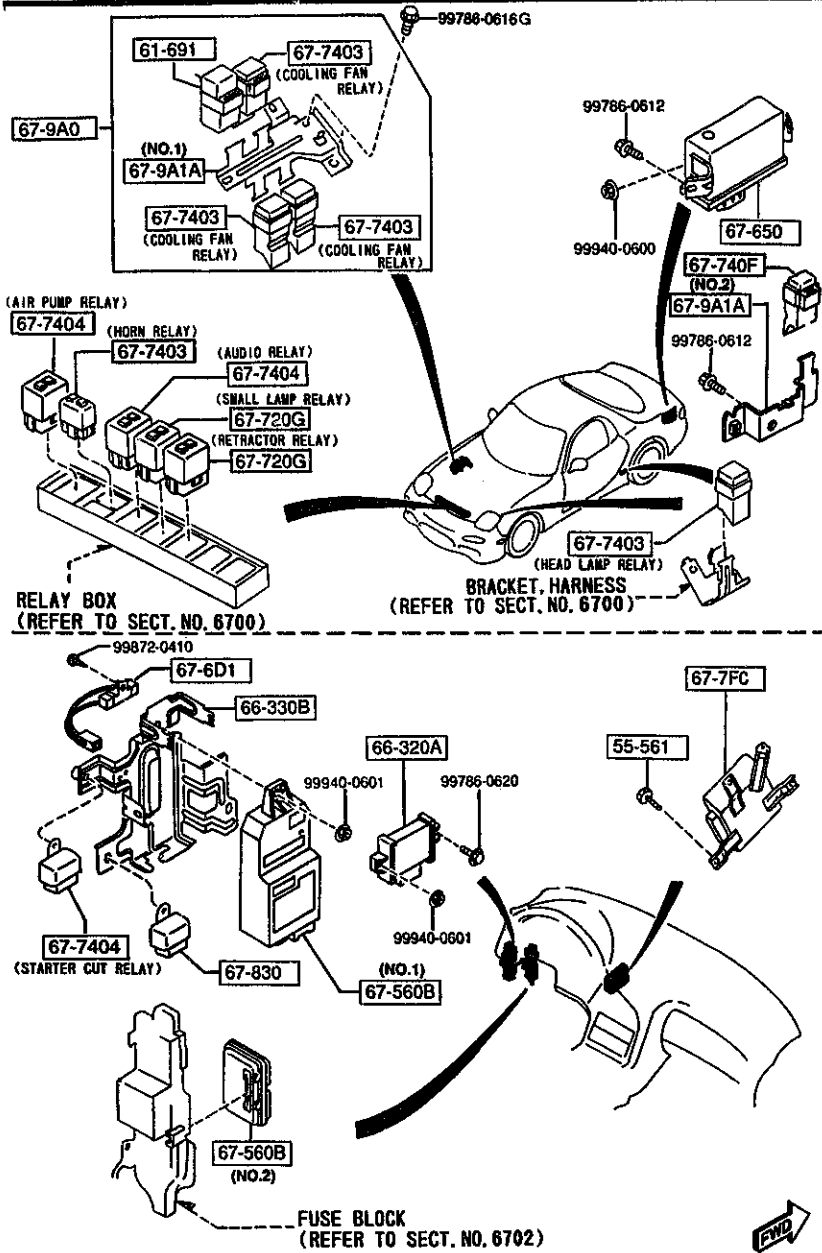 99786-0616G
61-691
67-7403
(COOLING FAN
RELAY)
67-9A0
(NO.1)
67-9A1A
67-7403
(COOLING FAN
RELAY)
67-7403
(COOLING FAN
RELAY)
99786-0612
99940-0600
67-650
67-740F
(NO.2)
67-9A1A
99786-0612
(AIR PUMP RELAY)
67-7404
(HORN RELAY)
67-7403
(AUDIO RELAY)
67-7404
(SMALL LAMP RELAY)
67-720G
(RETRACTOR RELAY)
67-720G
67-7403
(HEAD LAMP RELAY)
RELAY BOX
(REFER TO SECT. NO. 6700)
BRACKET, HARNESS
(REFER TO SECT. NO. 6700)
99872-0410
67-6D1
66-330B
66-320A
99940-0601
99786-0620
67-7FC
55-561
99940-0601
67-7404
(STARTER CUT RELAY)
67-830
(NO.1)
67-560B
67-560B
(NO.2)
FUSE BLOCK
(REFER TO SECT. NO. 6702)
FWD